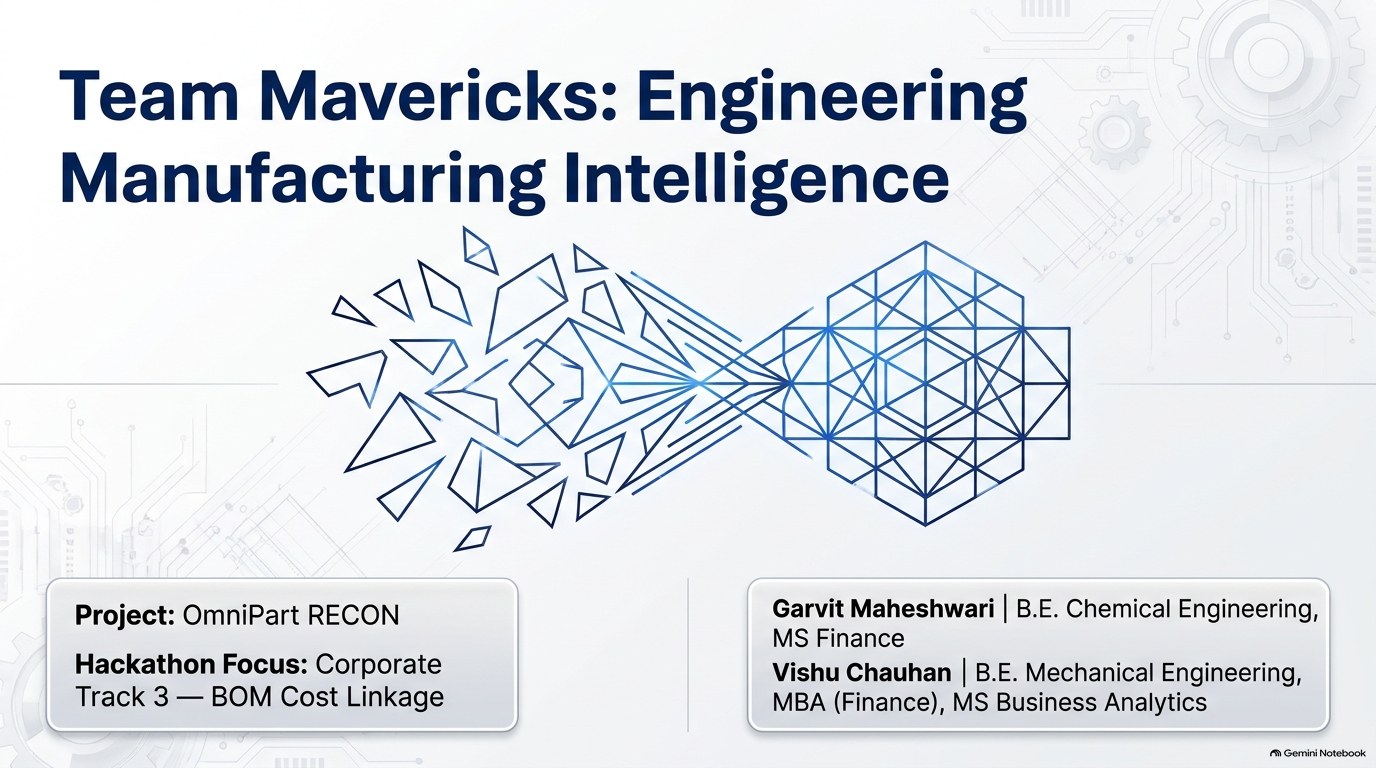 Team Mavericks: Engineering
Manufacturing Intelligence
Project: OmniPart RECON
Hackathon Focus: Corporate
Track 3 — BOM Cost Linkage
Garvit Maheshwari | B.E. Chemical Engineering,
MS Finance
Vishu Chauhan | B.E. Mechanical Engineering,
MBA (Finance), MS Business Analytics
Gemini Notebook